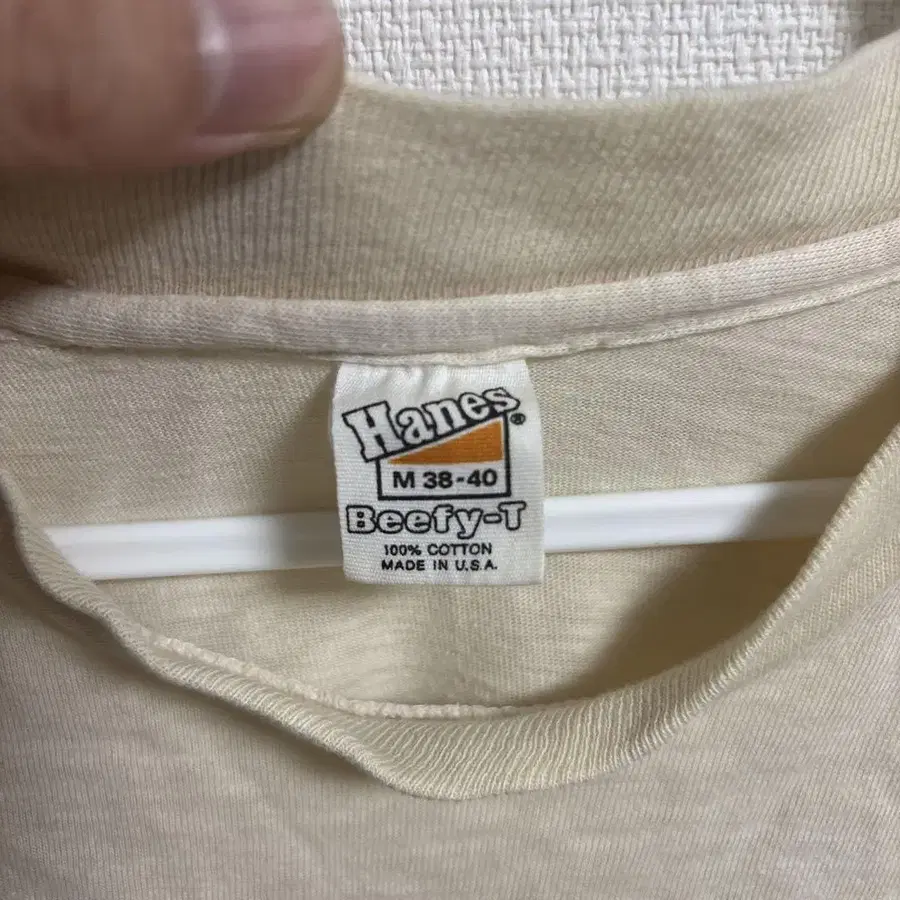 Hanes®
M 38-40
Beefy-T
100% COTTON
MADE IN U.S.A.